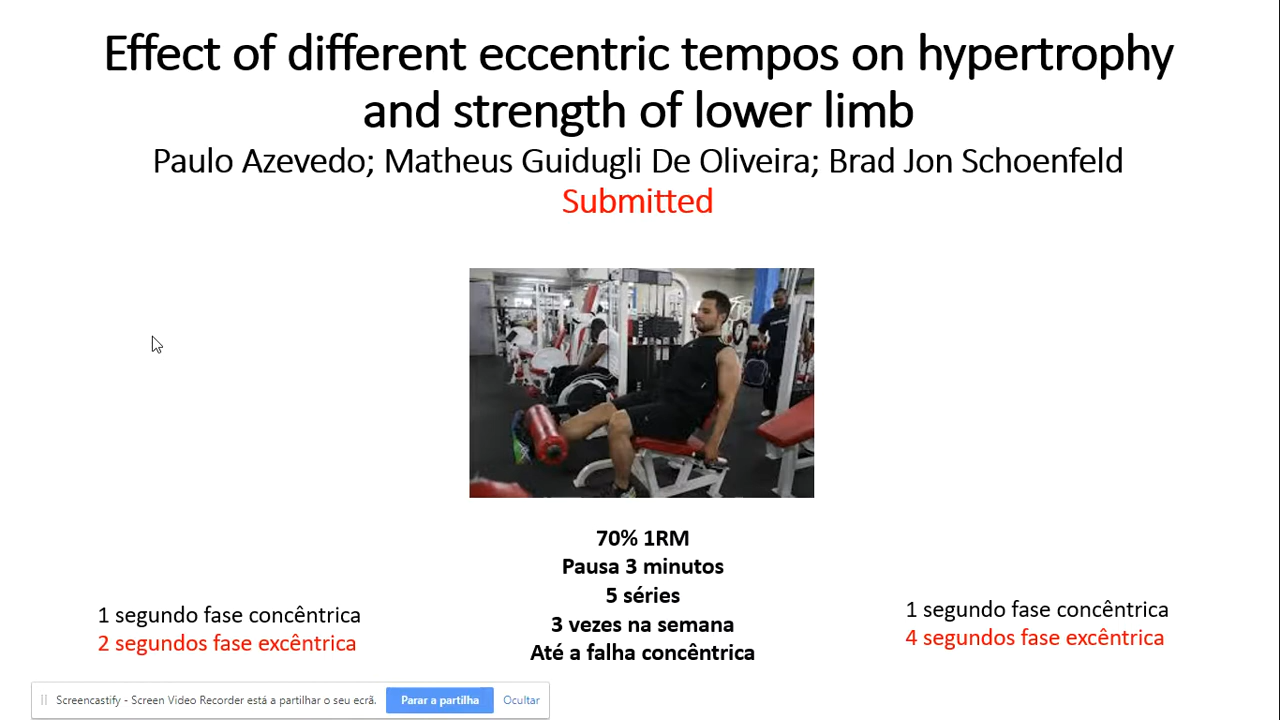 Effect of different eccentric tempos on hypertrophy
and strength of lower limb
Paulo Azevedo; Matheus Guidugli De Oliveira; Brad Jon Schoenfeld
Submitted
70% 1RM
Pausa 3 minutos
5 séries
3 vezes na semana
Até a falha concêntrica
1 segundo fase concêntrica
2 segundos fase excêntrica
1 segundo fase concêntrica
4 segundos fase excêntrica
Screencastify - Screen Video Recorder está a partilhar o seu ecrã.
Parar a partilha
Ocultar